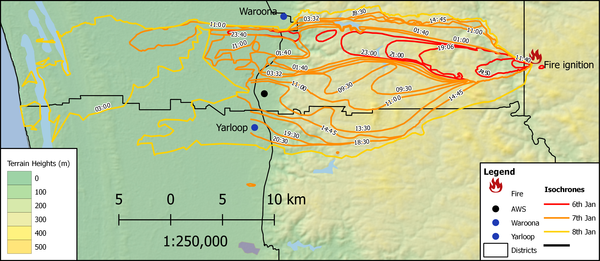 Waroona
03:32
18:30
14:45
11:00
11:00
23:40
11:00
01:40
01:40
01:00
19:06
23:00
21:00
11:40
Fire ignition
01:40
03:32
11:00
09:30
09:30
11:00
14:45
03:00
Yarloop
14:45
13:30
19:30
20:30
18:30
Terrain Heights (m)
0
100
200
300
400
500
5 0 5 10 km
1:250,000
Legend
Fire
AWS
Waroona
Yarloop
Districts
Isochrones
6th Jan
7th Jan
8th Jan